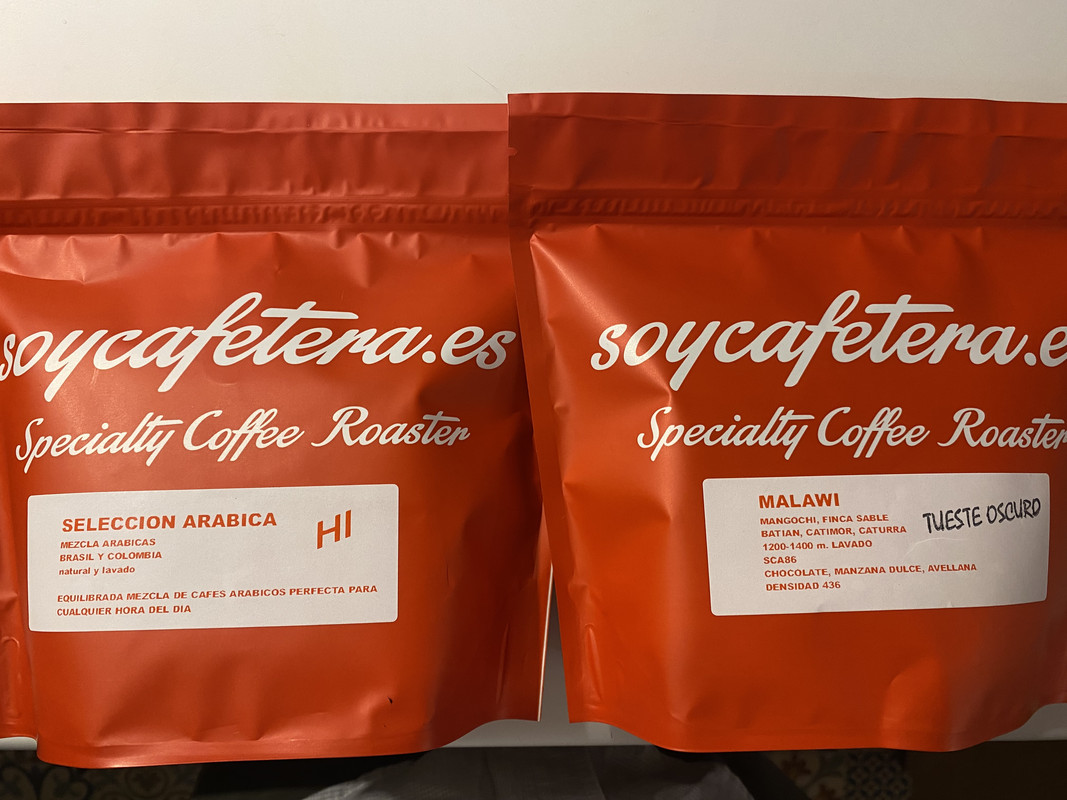 soycafetera.es
Specialty Coffee Roaster
SELECCION ARABICA
HI
MEZCLA ARABICAS
BRASIL Y COLOMBIA
natural y lavado
EQUILIBRADA MEZCLA DE CAFES ARABICOS PERFECTA PARA
CUALQUIER HORA DEL DIA
soycafetera.e
Specialty Coffee Roaster
MALAWI
TUESTE OSCURO
MANGOCHI, FINCA SABLE
BATIAN, CATIMOR, CATURRA
1200-1400 m. LAVADO
SCA86
CHOCOLATE, MANZANA DULCE, AVELLANA
DENSIDAD 436